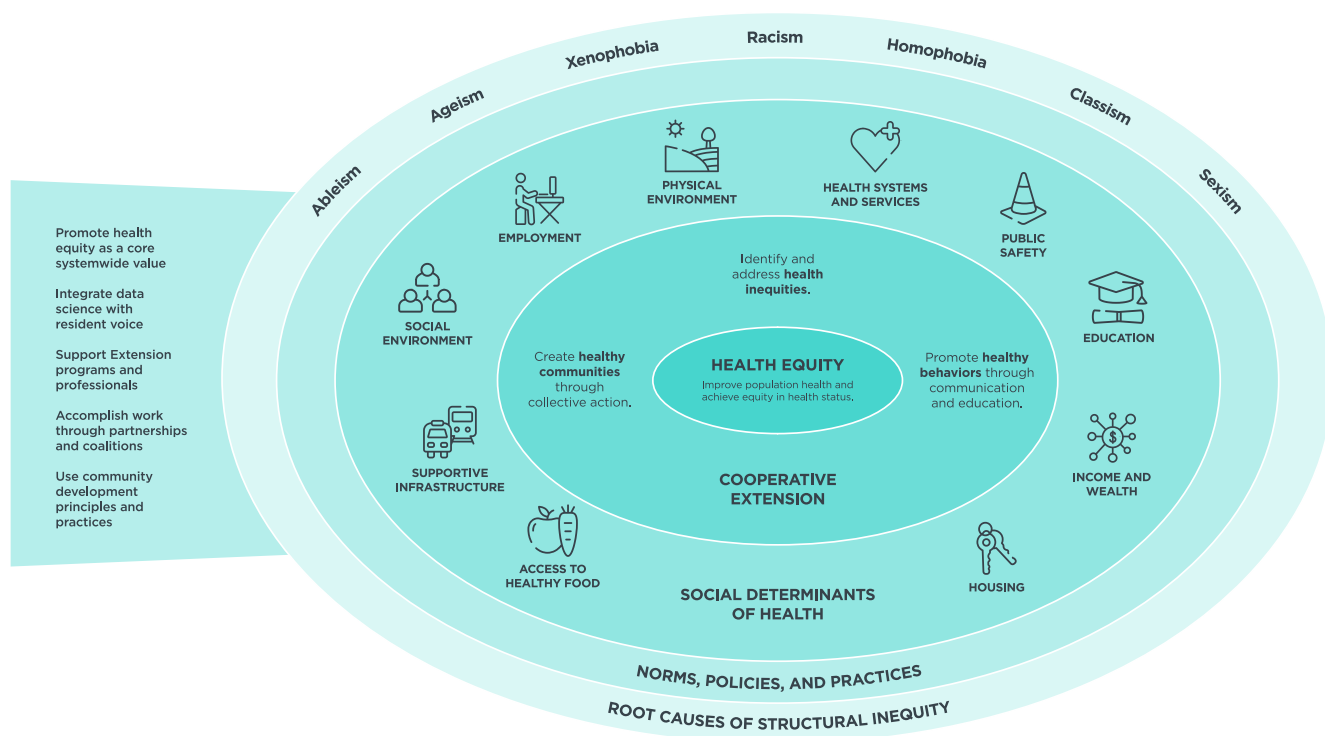 Promote health
equity as a core
systemwide value
Integrate data
science with
resident voice
Support Extension
programs and
professionals
Accomplish work
through partnerships
and coalitions
Use community
development
principles and
practices
Ableism
Ageism
Xenophobia
Racism
Homophobia
Classism
Sexism
ACCESS TO
HEALTHY FOOD
SUPPORTIVE
INFRASTRUCTURE
SOCIAL
ENVIRONMENT
EMPLOYMENT
PHYSICAL
ENVIRONMENT
HEALTH SYSTEMS
AND SERVICES
PUBLIC
SAFETY
EDUCATION
INCOME AND
WEALTH
HOUSING
Identify and
address health
inequities.
Create healthy
communities
through
collective action.
HEALTH EQUITY
Improve population health and
achieve equity in health status.
Promote healthy
behaviors through
communication
and education.
COOPERATIVE
EXTENSION
SOCIAL DETERMINANTS
OF HEALTH
NORMS, POLICIES, AND PRACTICES
ROOT CAUSES OF STRUCTURAL INEQUITY
$